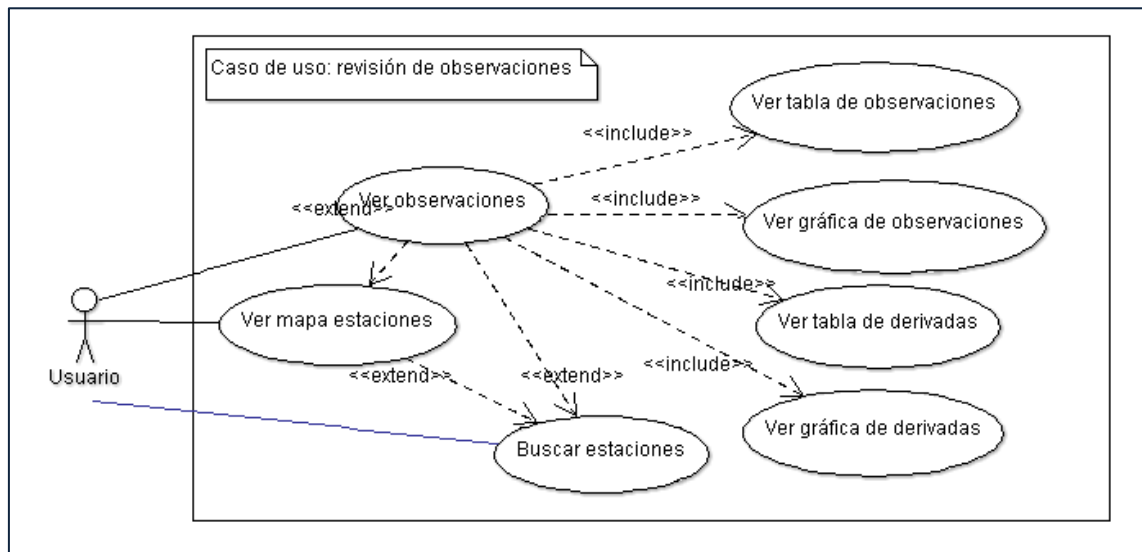 Caso de uso: revisión de observaciones
Ver tabla de observaciones
<<include>>
Ver observaciones
<<extend>>
<<include>>
Ver gráfica de observaciones
<<include>>
Ver tabla de derivadas
Ver mapa estaciones
<<include>>
Usuario
<<extend>>
<<extend>>
Ver gráfica de derivadas
Buscar estaciones